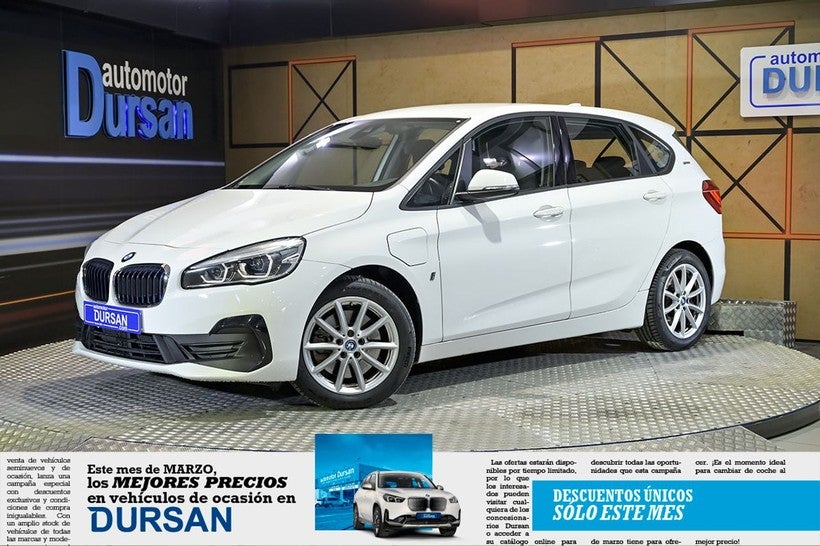 automotor
Dursan
automo
DU
automotor
DURSAN
.com
venta de vehículos
seminuevos y de
ocasión, lanza una
campaña especial
con descuentos
exclusivos y condi-
ciones de compra
inigualables. Con
un amplio stock de
vehículos de todas
las marcas y mode-
Este mes de MARZO,
los MEJORES PRECIOS
en vehículos de ocasión en
DURSAN
automotor Dursan
Las ofertas estarán dispo-
nibles por tiempo limitado,
por lo que
los interesa-
dos pueden
visitar cual-
quiera de los
concesiona-
rios Dursan
o acceder a
su catálogo online para
descubrir todas las oportu-
nidades que esta campaña
de marzo tiene para ofre-
cer. ¡Es el momento ideal
para cambiar de coche al
mejor precio!
DESCUENTOS ÚNICOS
SÓLO ESTE MES